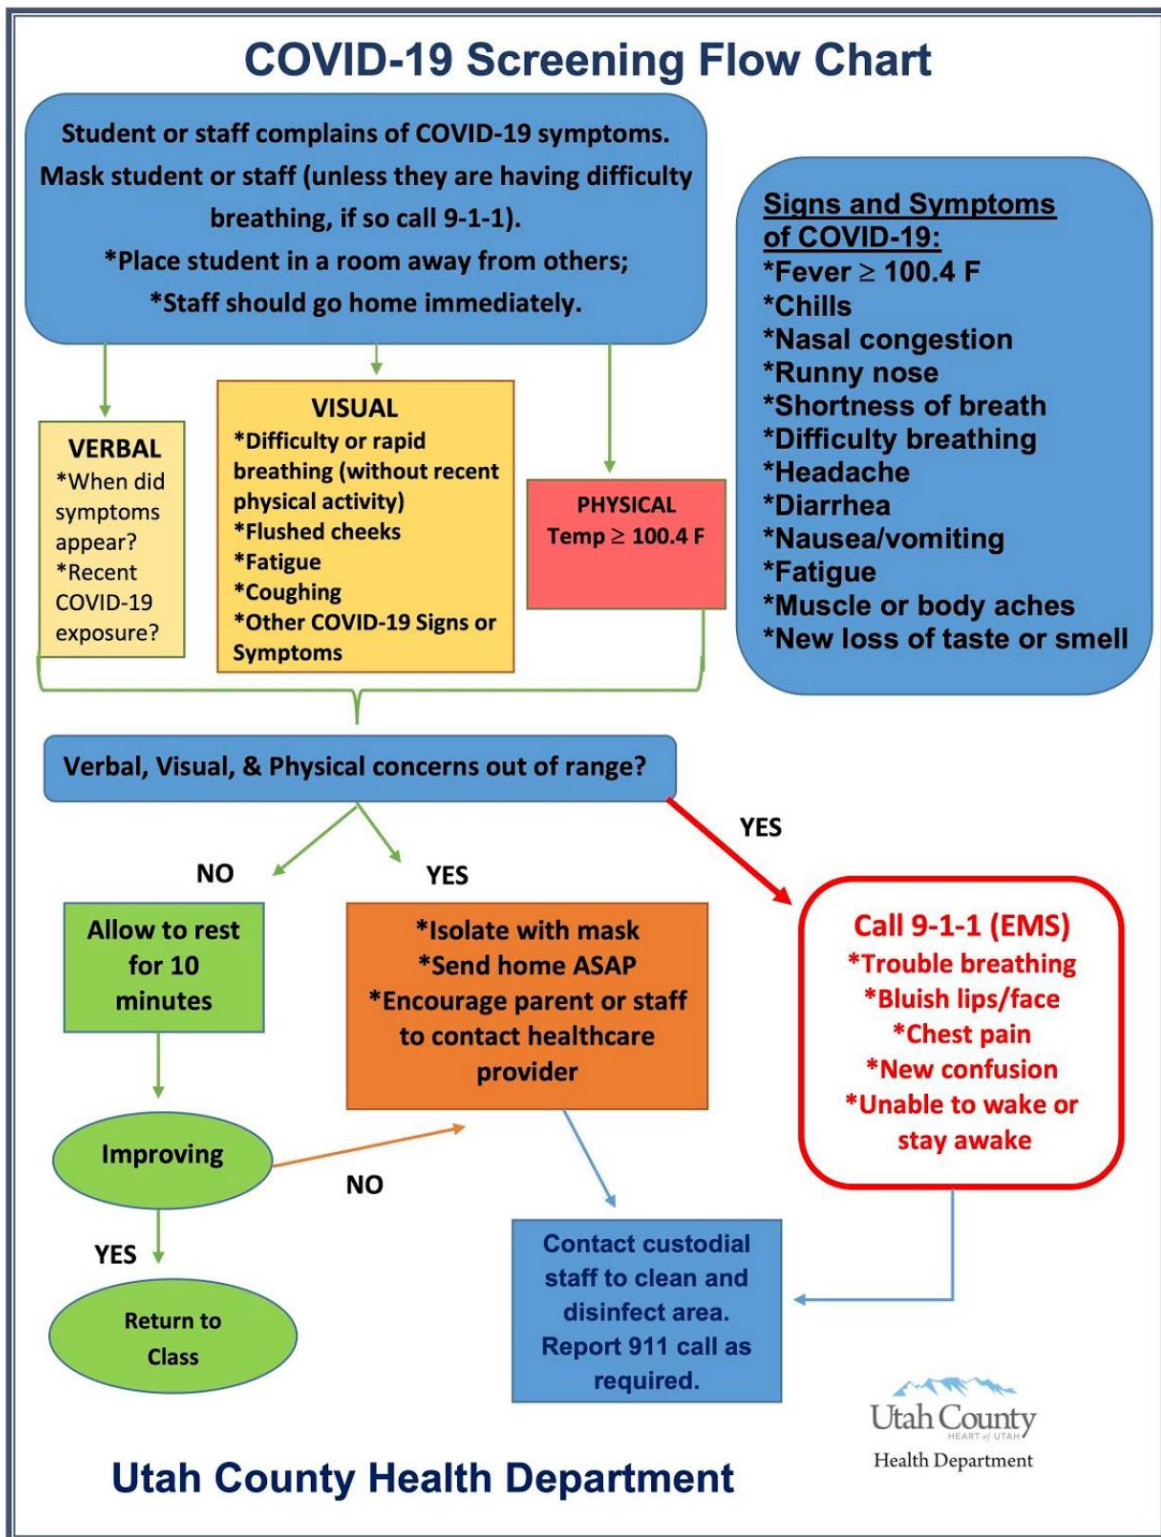 COVID-19 Screening Flow Chart
Student or staff complains of COVID-19 symptoms.
Mask student or staff (unless they are having difficulty
breathing, if so call 9-1-1).
*Place student in a room away from others;
*Staff should go home immediately.
Signs and Symptoms
of COVID-19:
*Fever ≥ 100.4 F
*Chills
*Nasal congestion
*Runny nose
*Shortness of breath
*Difficulty breathing
*Headache
*Diarrhea
*Nausea/vomiting
*Fatigue
*Muscle or body aches
*New loss of taste or smell
VERBAL
*When did
symptoms
appear?
*Recent
COVID-19
exposure?
VISUAL
*Difficulty or rapid
breathing (without recent
physical activity)
*Flushed cheeks
*Fatigue
*Coughing
*Other COVID-19 Signs or
Symptoms
PHYSICAL
Temp ≥ 100.4 F
Verbal, Visual, & Physical concerns out of range?
NO
YES
YES
Allow to rest
for 10
minutes
*Isolate with mask
*Send home ASAP
*Encourage parent or staff
to contact healthcare
provider
Call 9-1-1 (EMS)
*Trouble breathing
*Bluish lips/face
*Chest pain
*New confusion
*Unable to wake or
stay awake
Improving
NO
YES
Return to
Class
Contact custodial
staff to clean and
disinfect area.
Report 911 call as
required.
Utah County
HEART of UTAH
Health Department
Utah County Health Department